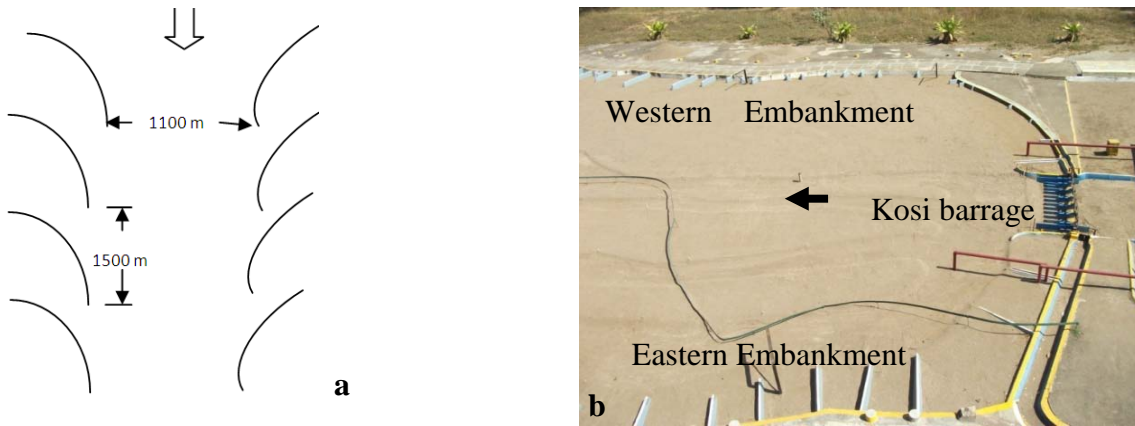 1100 m
1500 m
a
Western Embankment
Kosi barrage
Eastern Embankment
b